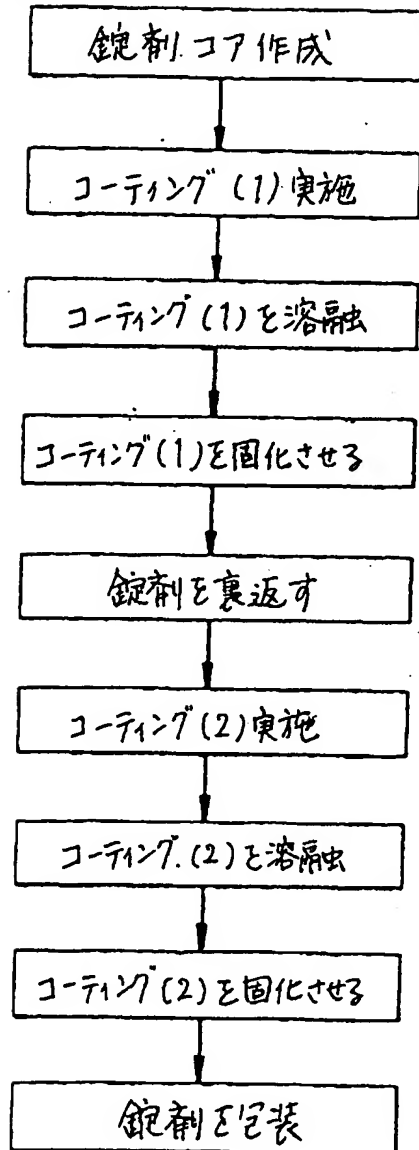 錠剤コア作成
コーティング(1)実施
コーティング(1)を溶融
コーティング(1)を固化させる
錠剤を裏返す
コーティング(2)実施
コーティング(2)を溶融
コーティング(2)を固化させる
錠剤を包装